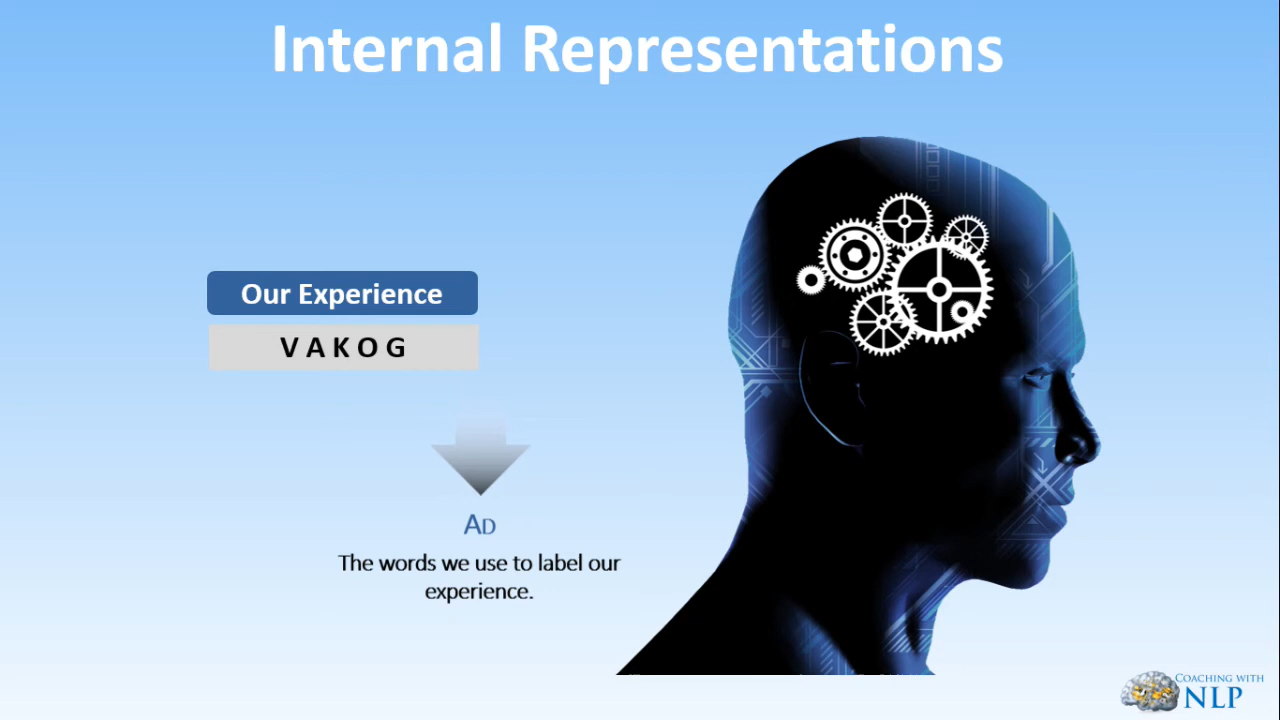 Internal Representations
Our Experience
V A K O G
AD
The words we use to label our
experience.
COACHING WITH
NLP